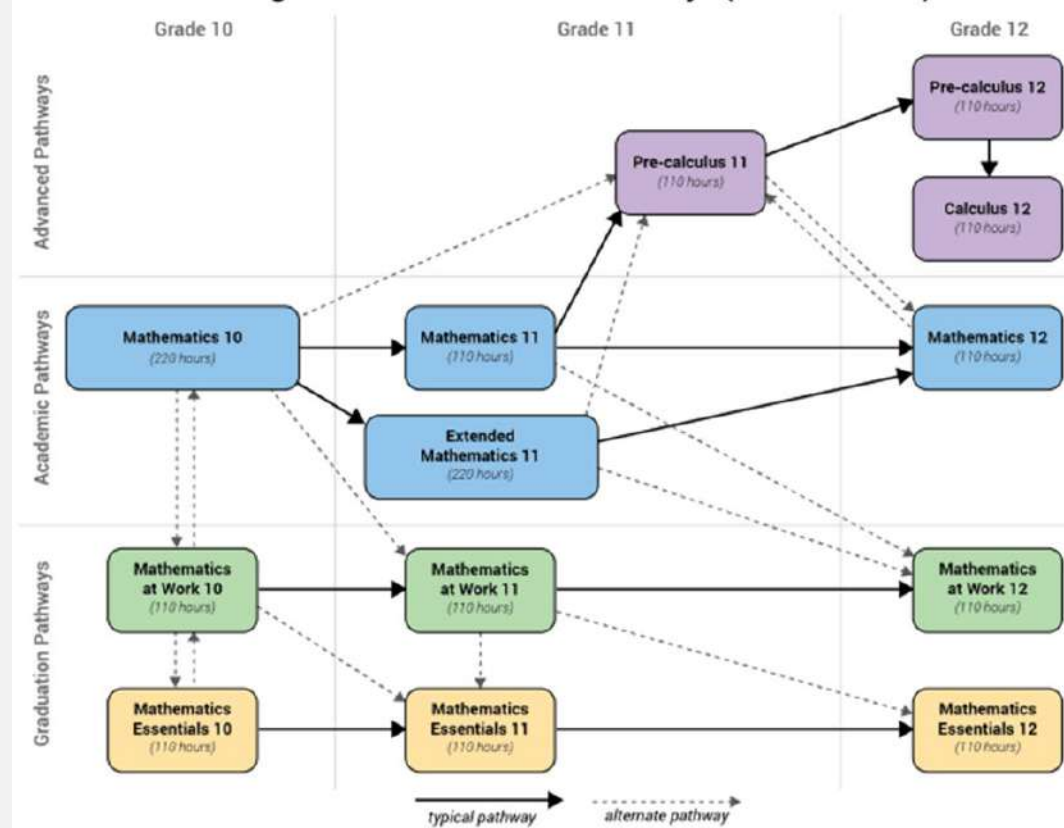 Grade 10
Grade 11
Grade 12
Advanced Pathways
Pre-calculus 12
(110 hours)
Pre-calculus 11
(110 hours)
Calculus 12
(110 hours)
Academic Pathways
Mathematics 10
(220 hours)
Mathematics 11
(110 hours)
Mathematics 12
(110 hours)
Extended
Mathematics 11
(220 hours)
Graduation Pathways
Mathematics
at Work 10
(110 hours)
Mathematics
at Work 11
(110 hours)
Mathematics
at Work 12
(110 hours)
Mathematics
Essentials 10
(110 hours)
Mathematics
Essentials 11
(110 hours)
Mathematics
Essentials 12
(110 hours)
typical pathway
alternate pathway